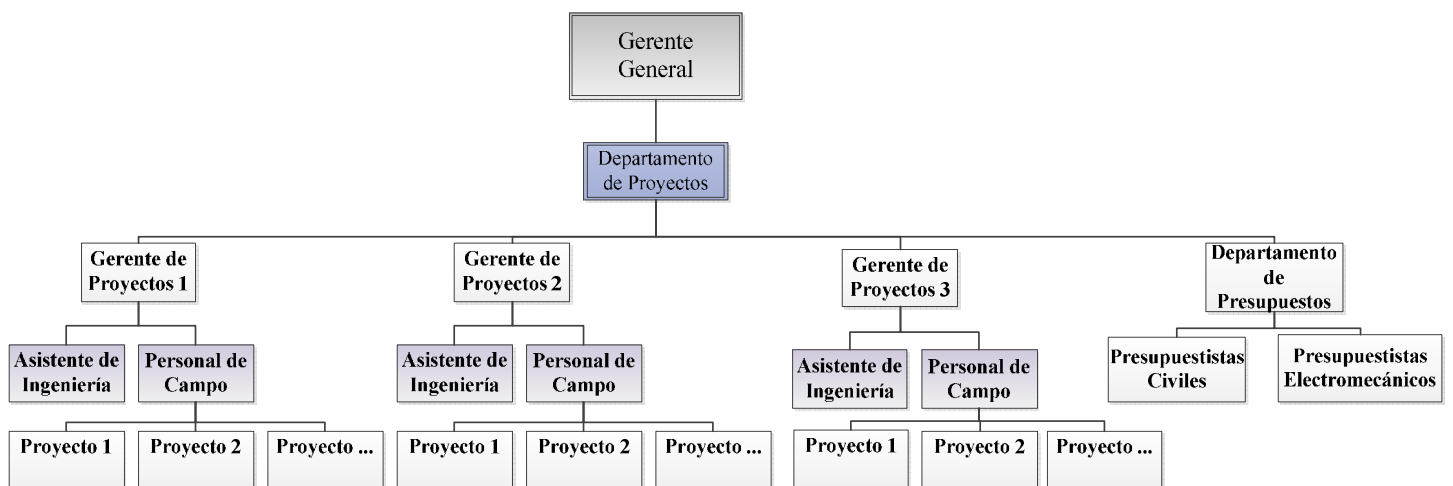 Gerente
General
Departamento
de Proyectos
Gerente de
Proyectos 1
Gerente de
Proyectos 2
Gerente de
Proyectos 3
Departamento
de
Presupuestos
Asistente de
Ingeniería
Personal de
Campo
Asistente de
Ingeniería
Personal de
Campo
Asistente de
Ingeniería
Personal de
Campo
Presupuestistas
Civiles
Presupuestistas
Electromecánicos
Proyecto 1
Proyecto 2
Proyecto ...
Proyecto 1
Proyecto 2
Proyecto ...
Proyecto 1
Proyecto 2
Proyecto ...